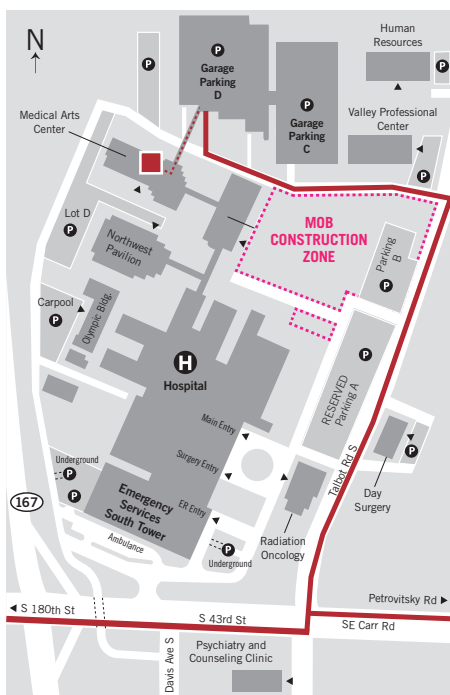 N
P
Garage
Parking
D
P
P
Garage
Parking
C
Human
Resources
P
Medical Arts
Center
Valley Professional
Center
P
Lot D
P
Northwest
Pavilion
MOB
CONSTRUCTION
ZONE
Parking
B
P
Carpool
P
Olympic Bldg.
H
Hospital
P
RESERVED
Parking A
Main Entry
Surgery Entry
ER Entry
Underground
P
P
167
Emergency
Services
South Tower
Ambulance
P
Underground
Radiation
Oncology
Talbot Rd S
P
Day
Surgery
Petrovitsky Rd
S 180th St
S 43rd St
SE Carr Rd
Davis Ave S
Psychiatry and
Counseling Clinic